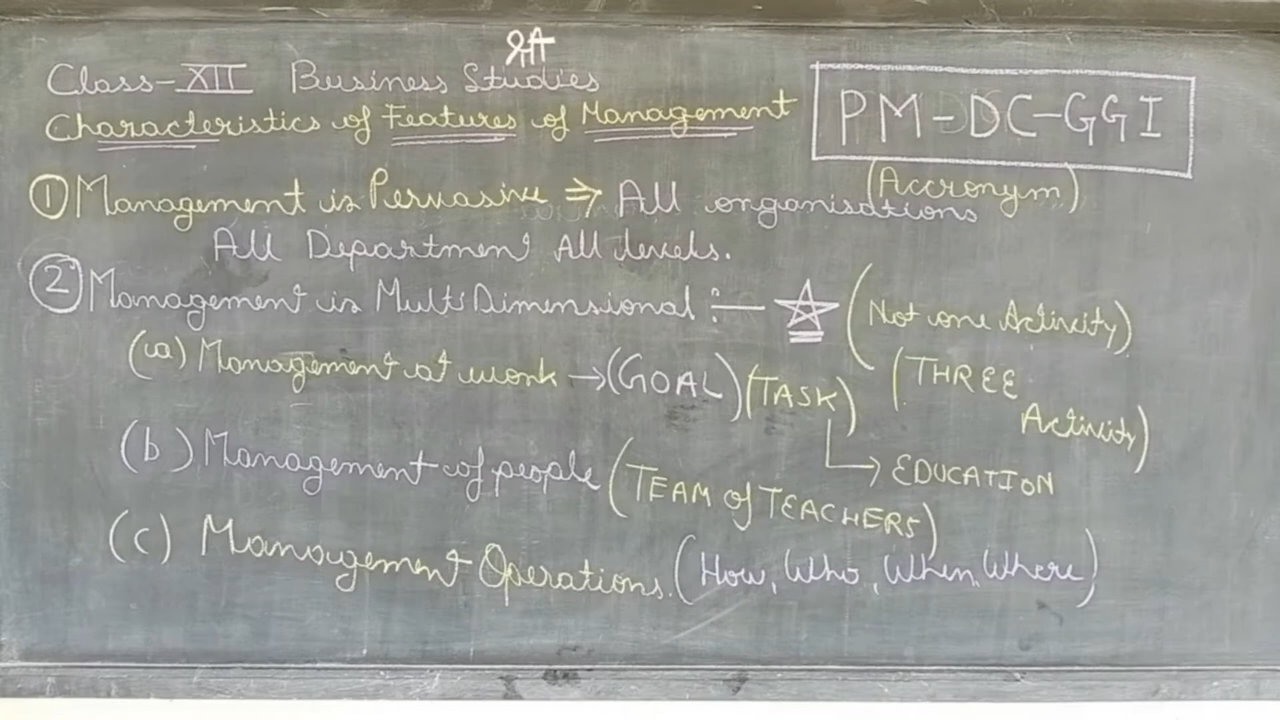 Class-XII Business Studies
Characteristics of Features of Management
PM-DC-GGI
(Accronym)
① Management is Pervasive ⇒ All organisations
All Department All levels.
② Management is Multi Dimensional :— ☆ (Not one Activity)
(THREE Activity)
(a) Management of work → (GOAL) (TASK)
↳ EDUCATION
(b) Management of people (TEAM of TEACHERS)
(c) Management Operations. (How, Who, When, Where)